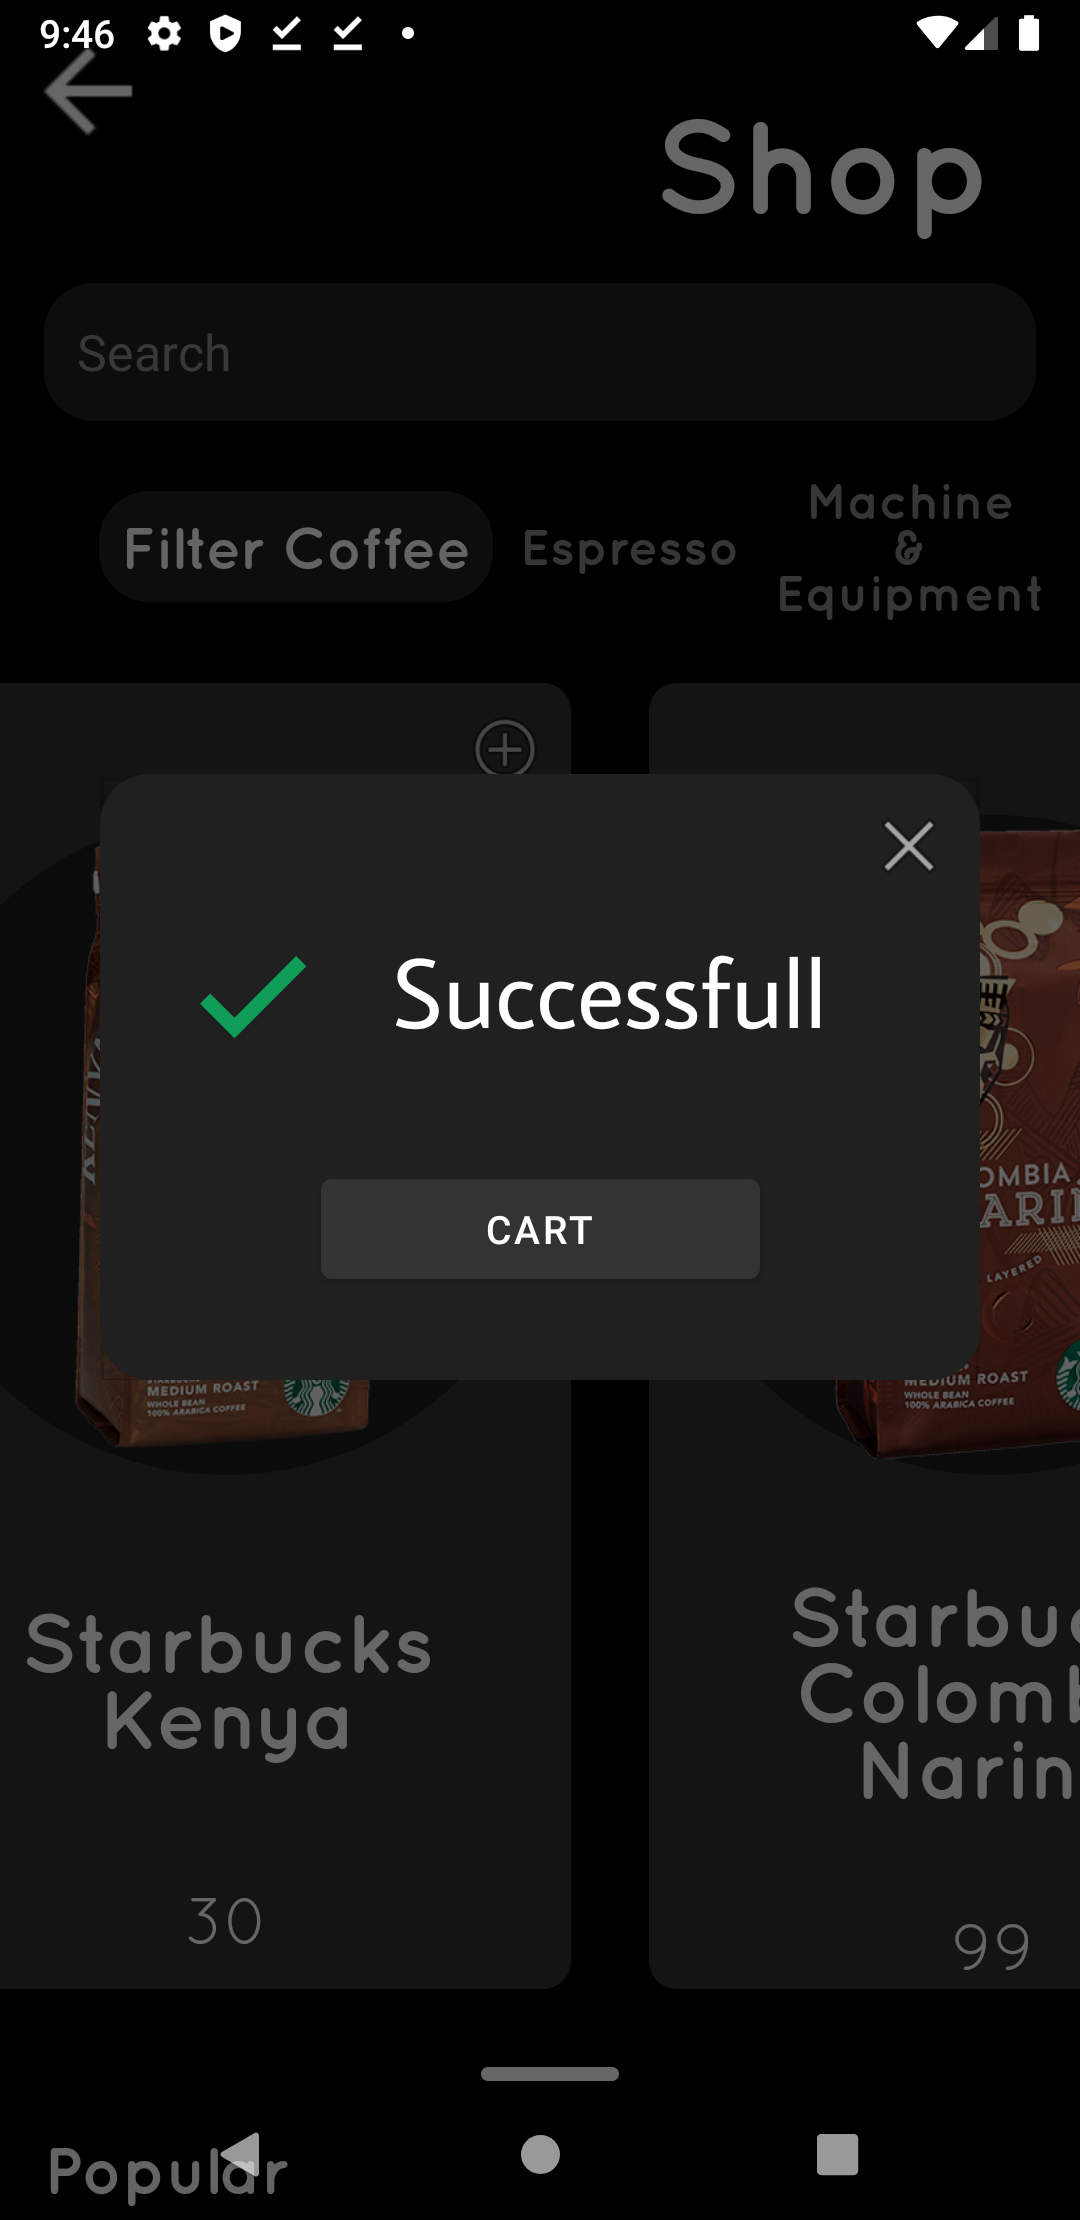 9:46
Shop
Search
Filter Coffee
Espresso
Machine
&
Equipment
Successfull
CART
KENYA
OMBIA
ARI
LAYERED
MEDIUM ROAST
WHOLE BEAN
100% ARABICA COFFEE
MEDIUM ROAST
WHOLE BEAN
100% ARABICA COFFEE
Starbucks
Kenya
30
Starbuc
Colomb
Narin
99
Popular